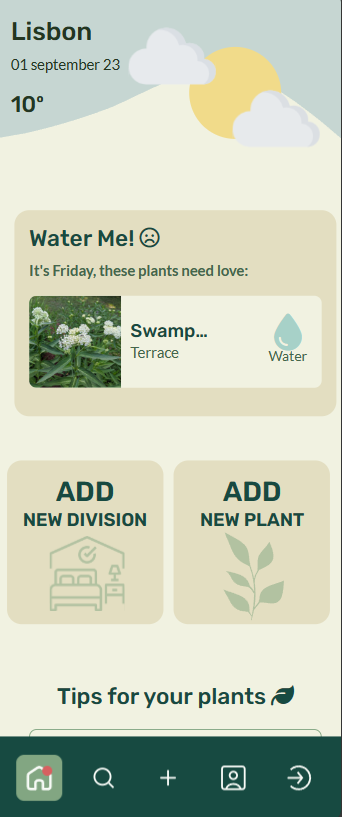 Lisbon
01 september 23
10º
Water Me!
It's Friday, these plants need love:
Swamp...
Terrace
Water
ADD
NEW DIVISION
ADD
NEW PLANT
Tips for your plants